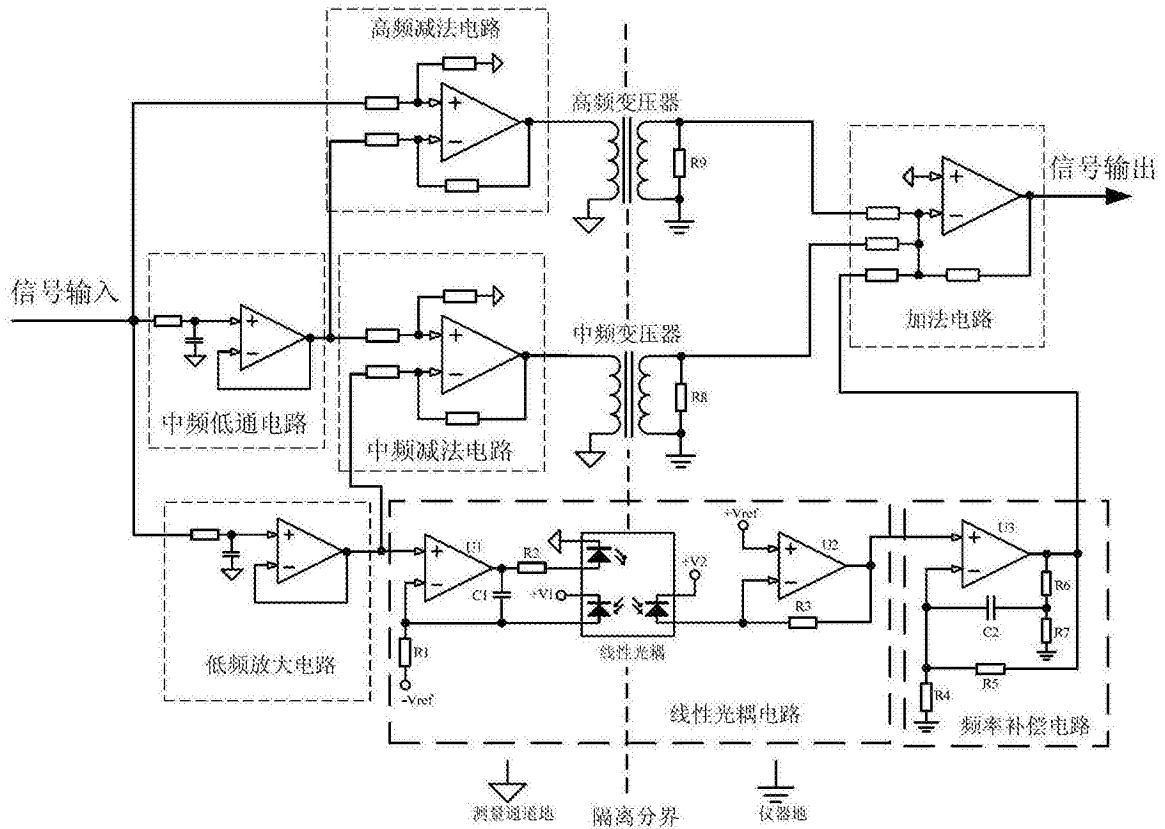 高频减法电路
高频变压器
R9
信号输出
加法电路
信号输入
中频低通电路
中频减法电路
中频变压器
R8
低频放大电路
U1
R2
C1
+V1
R1
-Vref
线性光耦
+V2
+Vref
U2
R3
线性光耦电路
U3
R6
C2
R7
R5
R4
频率补偿电路
测量通道地
隔离分界
仪器地